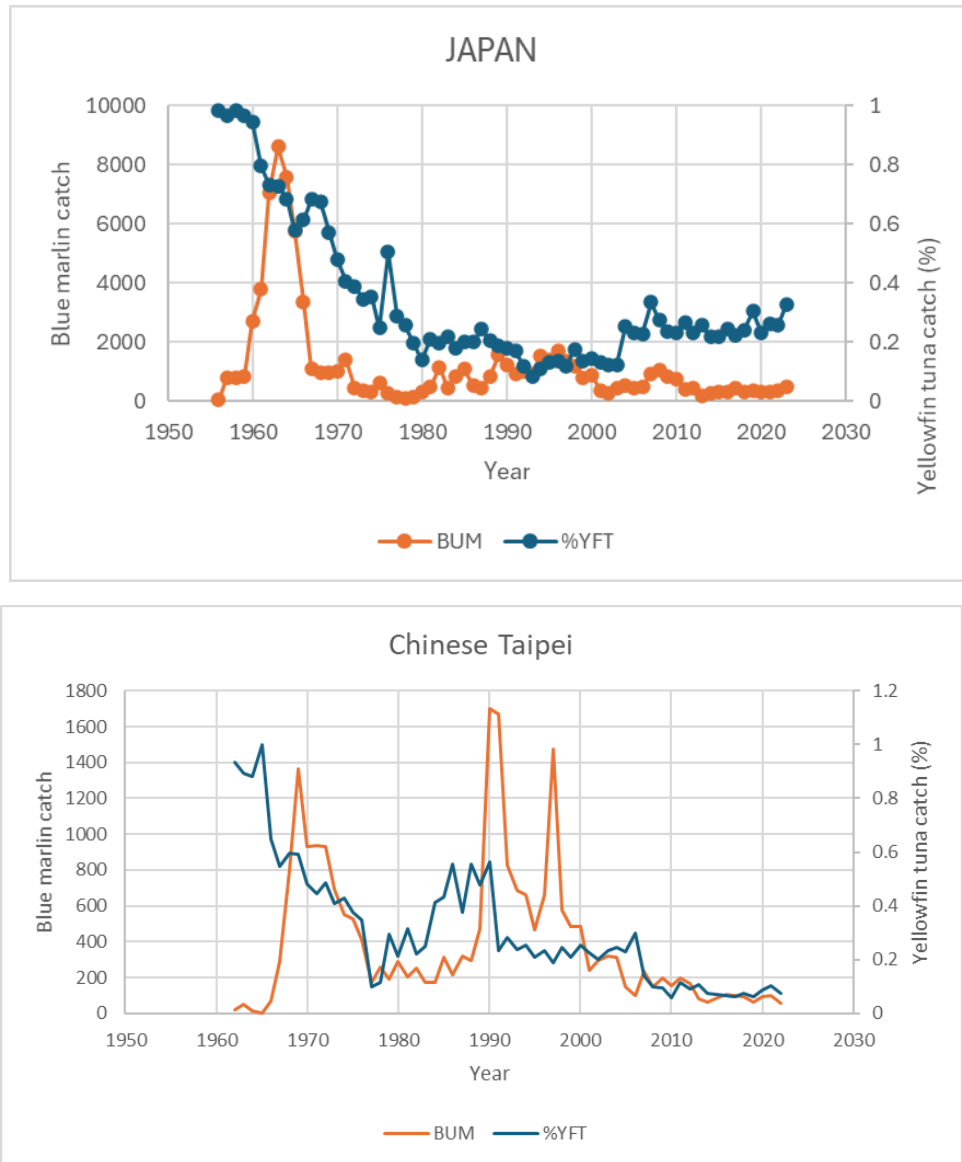 JAPAN
10000
8000
6000
4000
2000
0
1
0.8
0.6
0.4
0.2
0
1950 1960 1970 1980 1990 2000 2010 2020 2030
Blue marlin catch
Yellowfin tuna catch (%)
Year
BUM %YFT
Chinese Taipei
1800
1600
1400
1200
1000
800
600
400
200
0
1.2
1
0.8
0.6
0.4
0.2
0
1950 1960 1970 1980 1990 2000 2010 2020 2030
Blue marlin catch
Yellowfin tuna catch (%)
Year
BUM %YFT